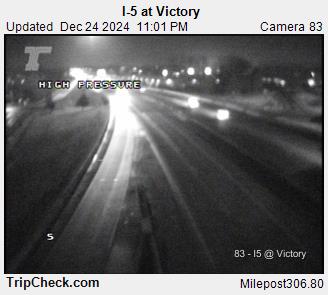 I-5 at Victory
Updated Dec 24 2024 11:01 PM Camera 83
T
HIGH PRESSURE
S
83 - I5 @ Victory
TripCheck.com Milepost306.80